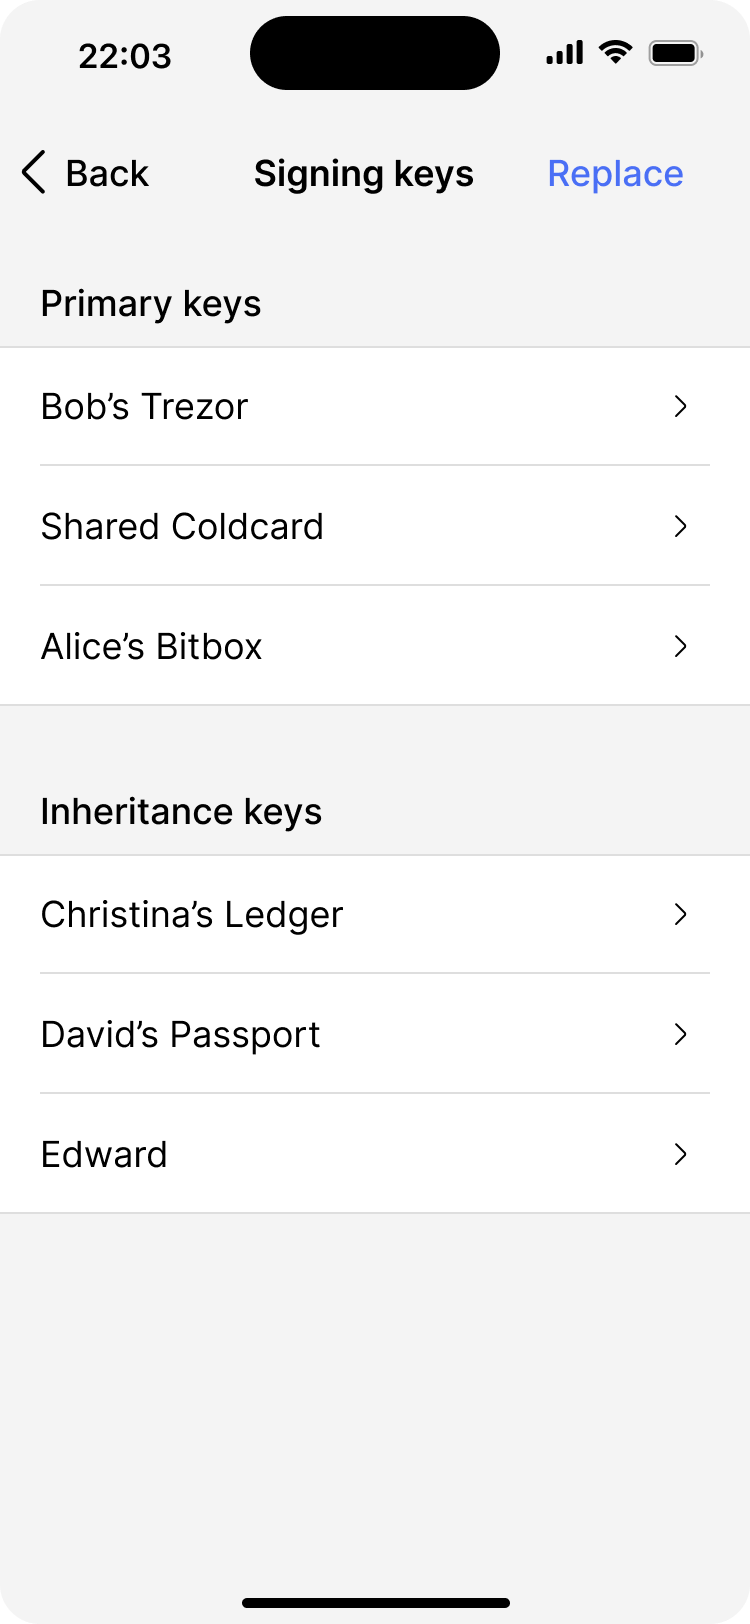 22:03
Back
Signing keys
Replace
Primary keys
Bob’s Trezor
Shared Coldcard
Alice’s Bitbox
Inheritance keys
Christina’s Ledger
David’s Passport
Edward